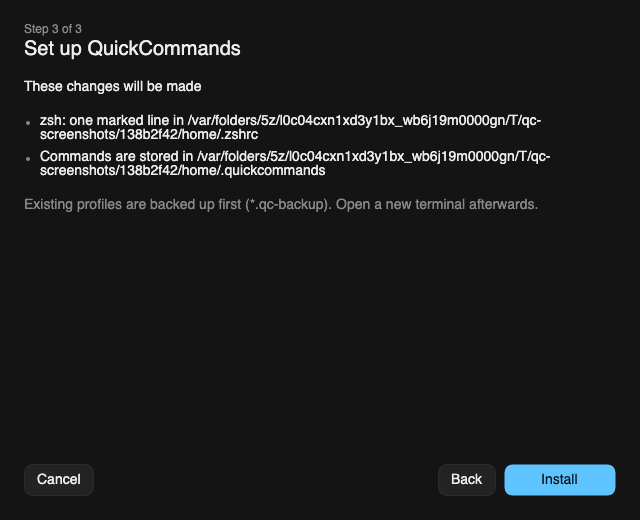 Step 3 of 3
Set up QuickCommands
These changes will be made
• zsh: one marked line in /var/folders/5z/l0c04cxn1xd3y1bx_wb6j19m0000gn/T/qc-
screenshots/138b2f42/home/.zshrc
• Commands are stored in /var/folders/5z/l0c04cxn1xd3y1bx_wb6j19m0000gn/T/qc-
screenshots/138b2f42/home/.quickcommands
Existing profiles are backed up first (*.qc-backup). Open a new terminal afterwards.
Cancel
Back
Install